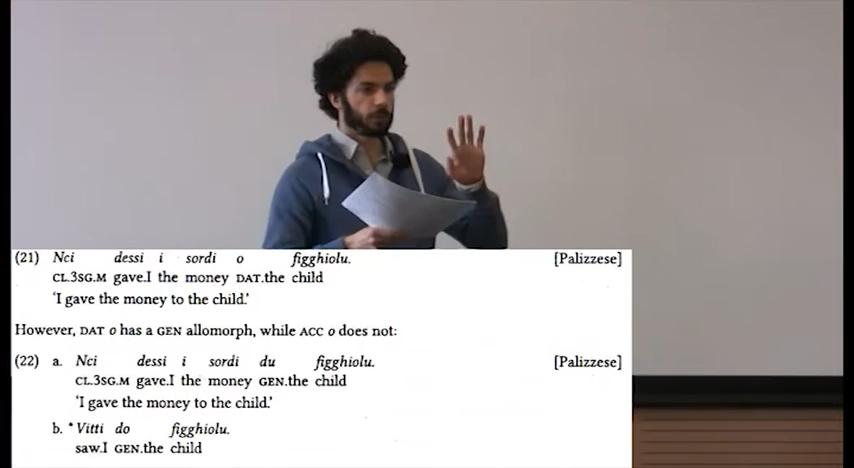 (21) Nci dessi i sordi o figghiolu. [Palizzese]
CL.3SG.M gave.I the money DAT.the child
‘I gave the money to the child.’
However, DAT o has a GEN allomorph, while ACC o does not:
(22) a. Nci dessi i sordi du figghiolu. [Palizzese]
CL.3SG.M gave.I the money GEN.the child
‘I gave the money to the child.’
b. *Vitti do figghiolu.
saw.I GEN.the child